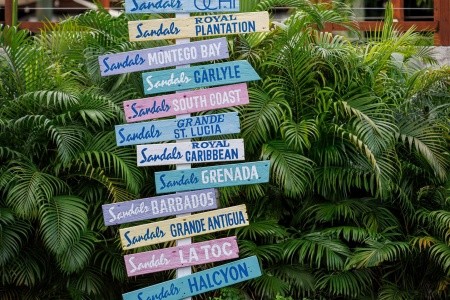 Sandals OCHI
Sandals ROYAL
PLANTATION
Sandals MONTEGO BAY
Sandals CARLYLE
Sandals SOUTH COAST
Sandals GRANDE
ST. LUCIA
Sandals ROYAL
CARIBBEAN
Sandals GRENADA
Sandals BARBADOS
Sandals GRANDE ANTIGUA
Sandals LA TOC
Sandals HALCYON